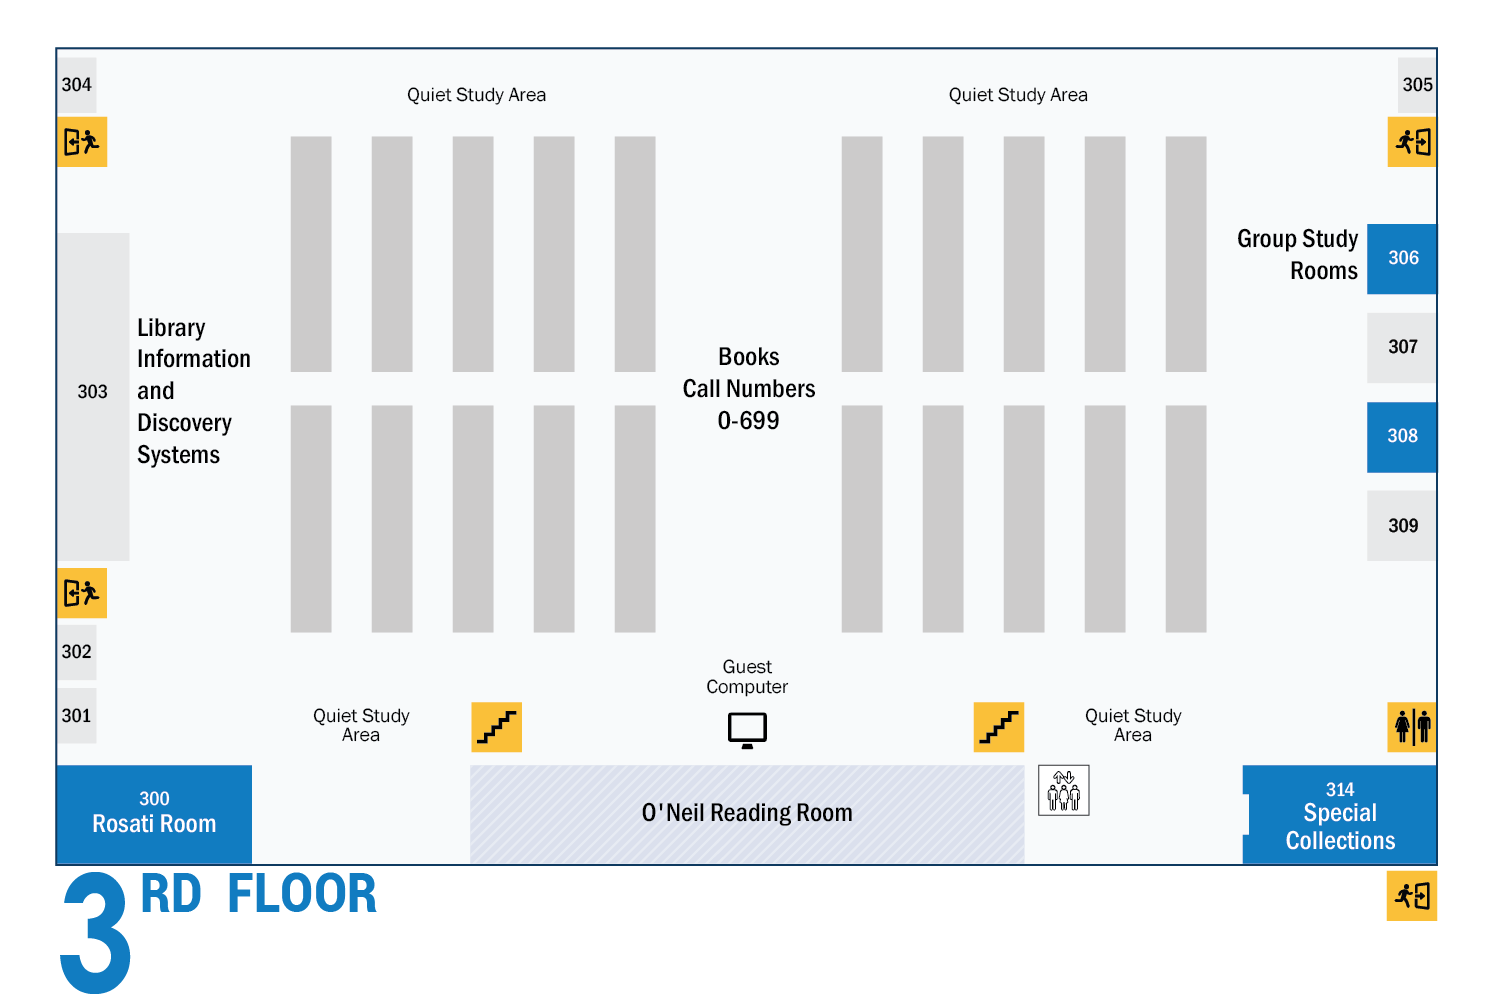 304
Quiet Study Area
Quiet Study Area
305
Group Study
Rooms
306
Library
Information
and
Discovery
Systems
303
Books
Call Numbers
0-699
307
308
309
302
301
Guest
Computer
Quiet Study
Area
Quiet Study
Area
300
Rosati Room
O'Neil Reading Room
314
Special
Collections
3RD FLOOR